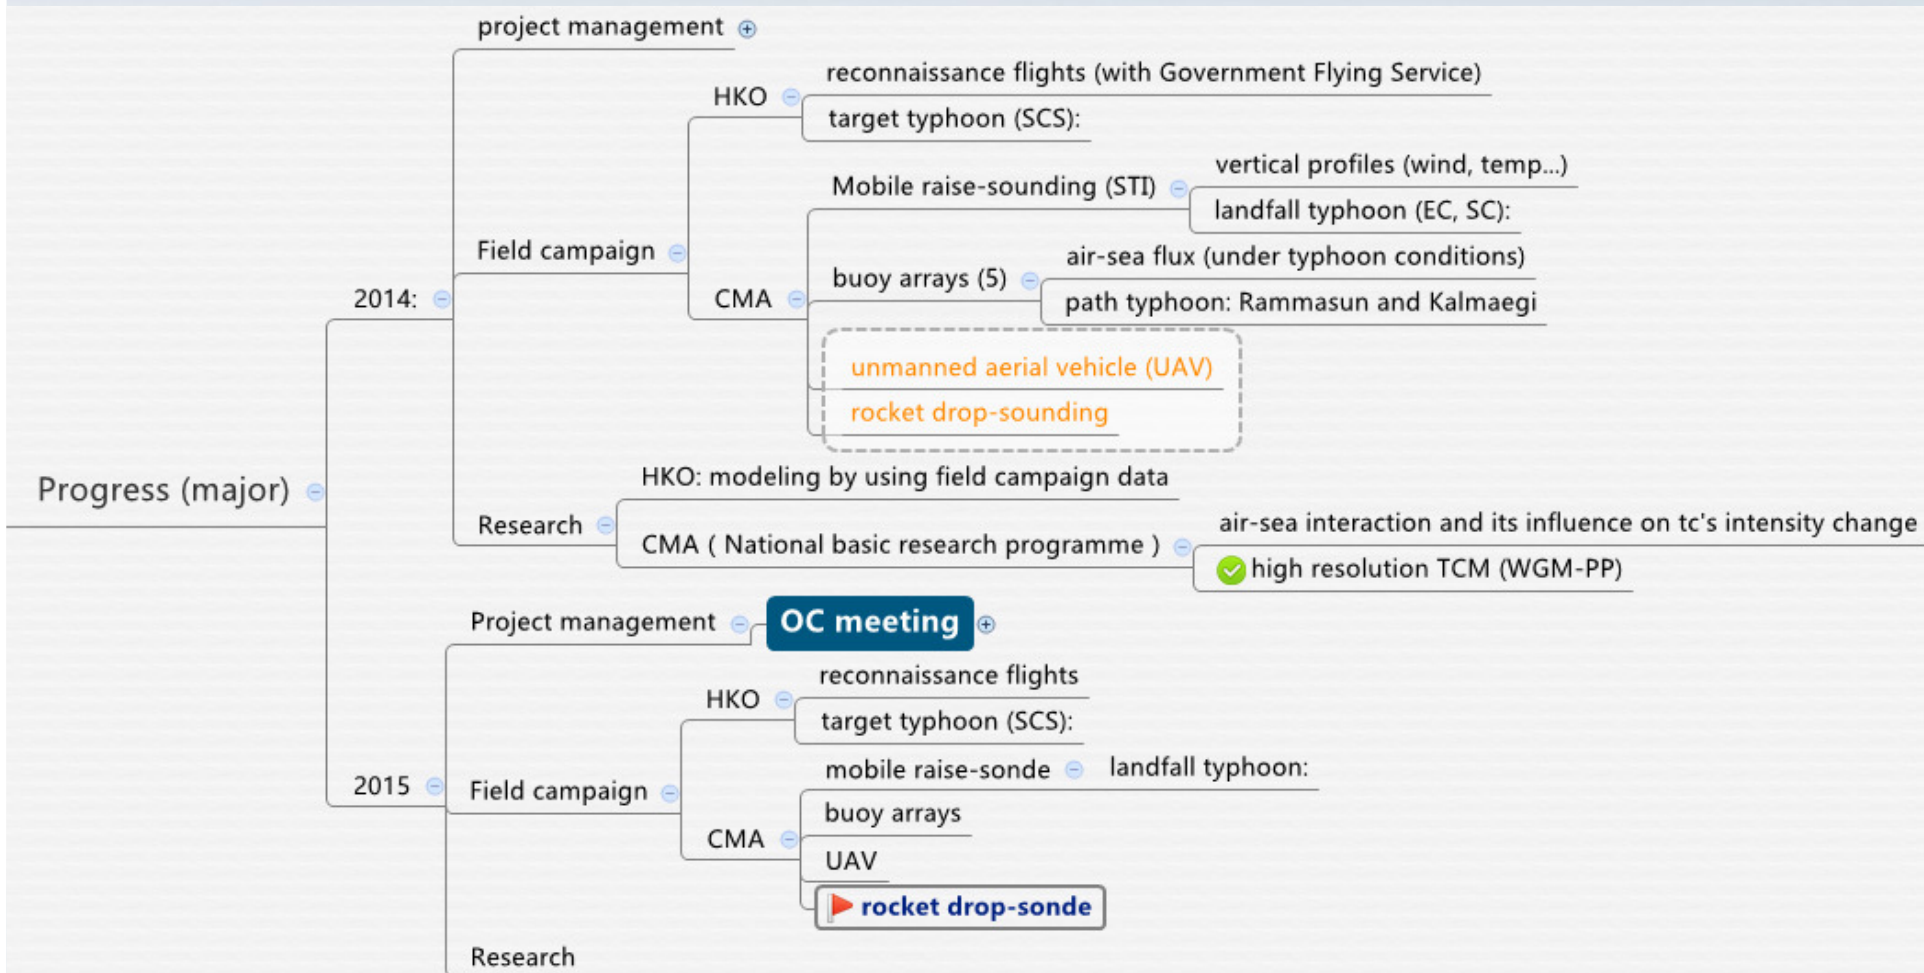 project management
reconnaissance flights (with Government Flying Service)
HKO
target typhoon (SCS):
vertical profiles (wind, temp...)
Mobile raise-sounding (STI)
landfall typhoon (EC, SC):
Field campaign
air-sea flux (under typhoon conditions)
buoy arrays (5)
2014:
CMA
path typhoon: Rammasun and Kalmaegi
unmanned aerial vehicle (UAV)
rocket drop-sounding
Progress (major)
HKO: modeling by using field campaign data
Research
air-sea interaction and its influence on tc's intensity change
CMA ( National basic research programme )
high resolution TCM (WGM-PP)
Project management
OC meeting
reconnaissance flights
HKO
target typhoon (SCS):
mobile raise-sonde
landfall typhoon:
2015
Field campaign
buoy arrays
CMA
UAV
rocket drop-sonde
Research